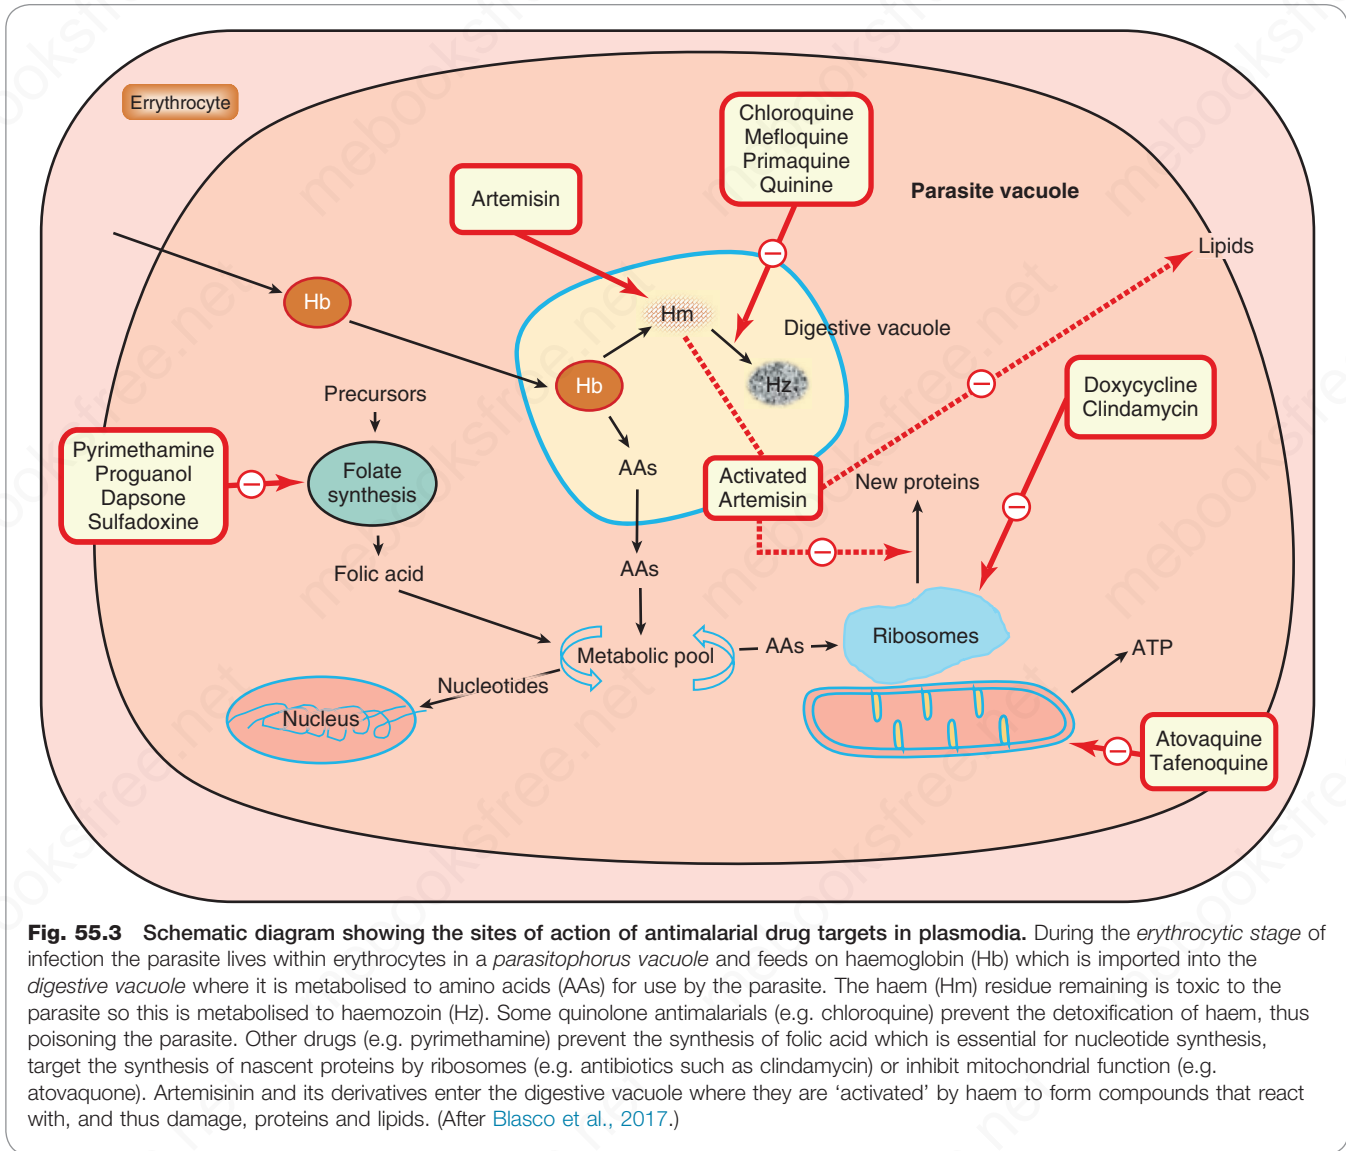 Errythrocyte
Chloroquine
Mefloquine
Primaquine
Quinine
Artemisin
Parasite vacuole
Lipids
Hb
Hm
Digestive vacuole
Hb
Hz
Precursors
Doxycycline
Clindamycin
Pyrimethamine
Proguanol
Dapsone
Sulfadoxine
Folate
synthesis
AAs
Activated
Artemisin
New proteins
Folic acid
AAs
Ribosomes
Metabolic pool
AAs
ATP
Nucleotides
Nucleus
Atovaquine
Tafenoquine
Fig. 55.3 Schematic diagram showing the sites of action of antimalarial drug targets in plasmodia. During the erythrocytic stage of
infection the parasite lives within erythrocytes in a parasitophorus vacuole and feeds on haemoglobin (Hb) which is imported into the
digestive vacuole where it is metabolised to amino acids (AAs) for use by the parasite. The haem (Hm) residue remaining is toxic to the
parasite so this is metabolised to haemozoin (Hz). Some quinolone antimalarials (e.g. chloroquine) prevent the detoxification of haem, thus
poisoning the parasite. Other drugs (e.g. pyrimethamine) prevent the synthesis of folic acid which is essential for nucleotide synthesis,
target the synthesis of nascent proteins by ribosomes (e.g. antibiotics such as clindamycin) or inhibit mitochondrial function (e.g.
atovaquone). Artemisinin and its derivatives enter the digestive vacuole where they are ‘activated’ by haem to form compounds that react
with, and thus damage, proteins and lipids. (After Blasco et al., 2017.)
mebooksfree.net